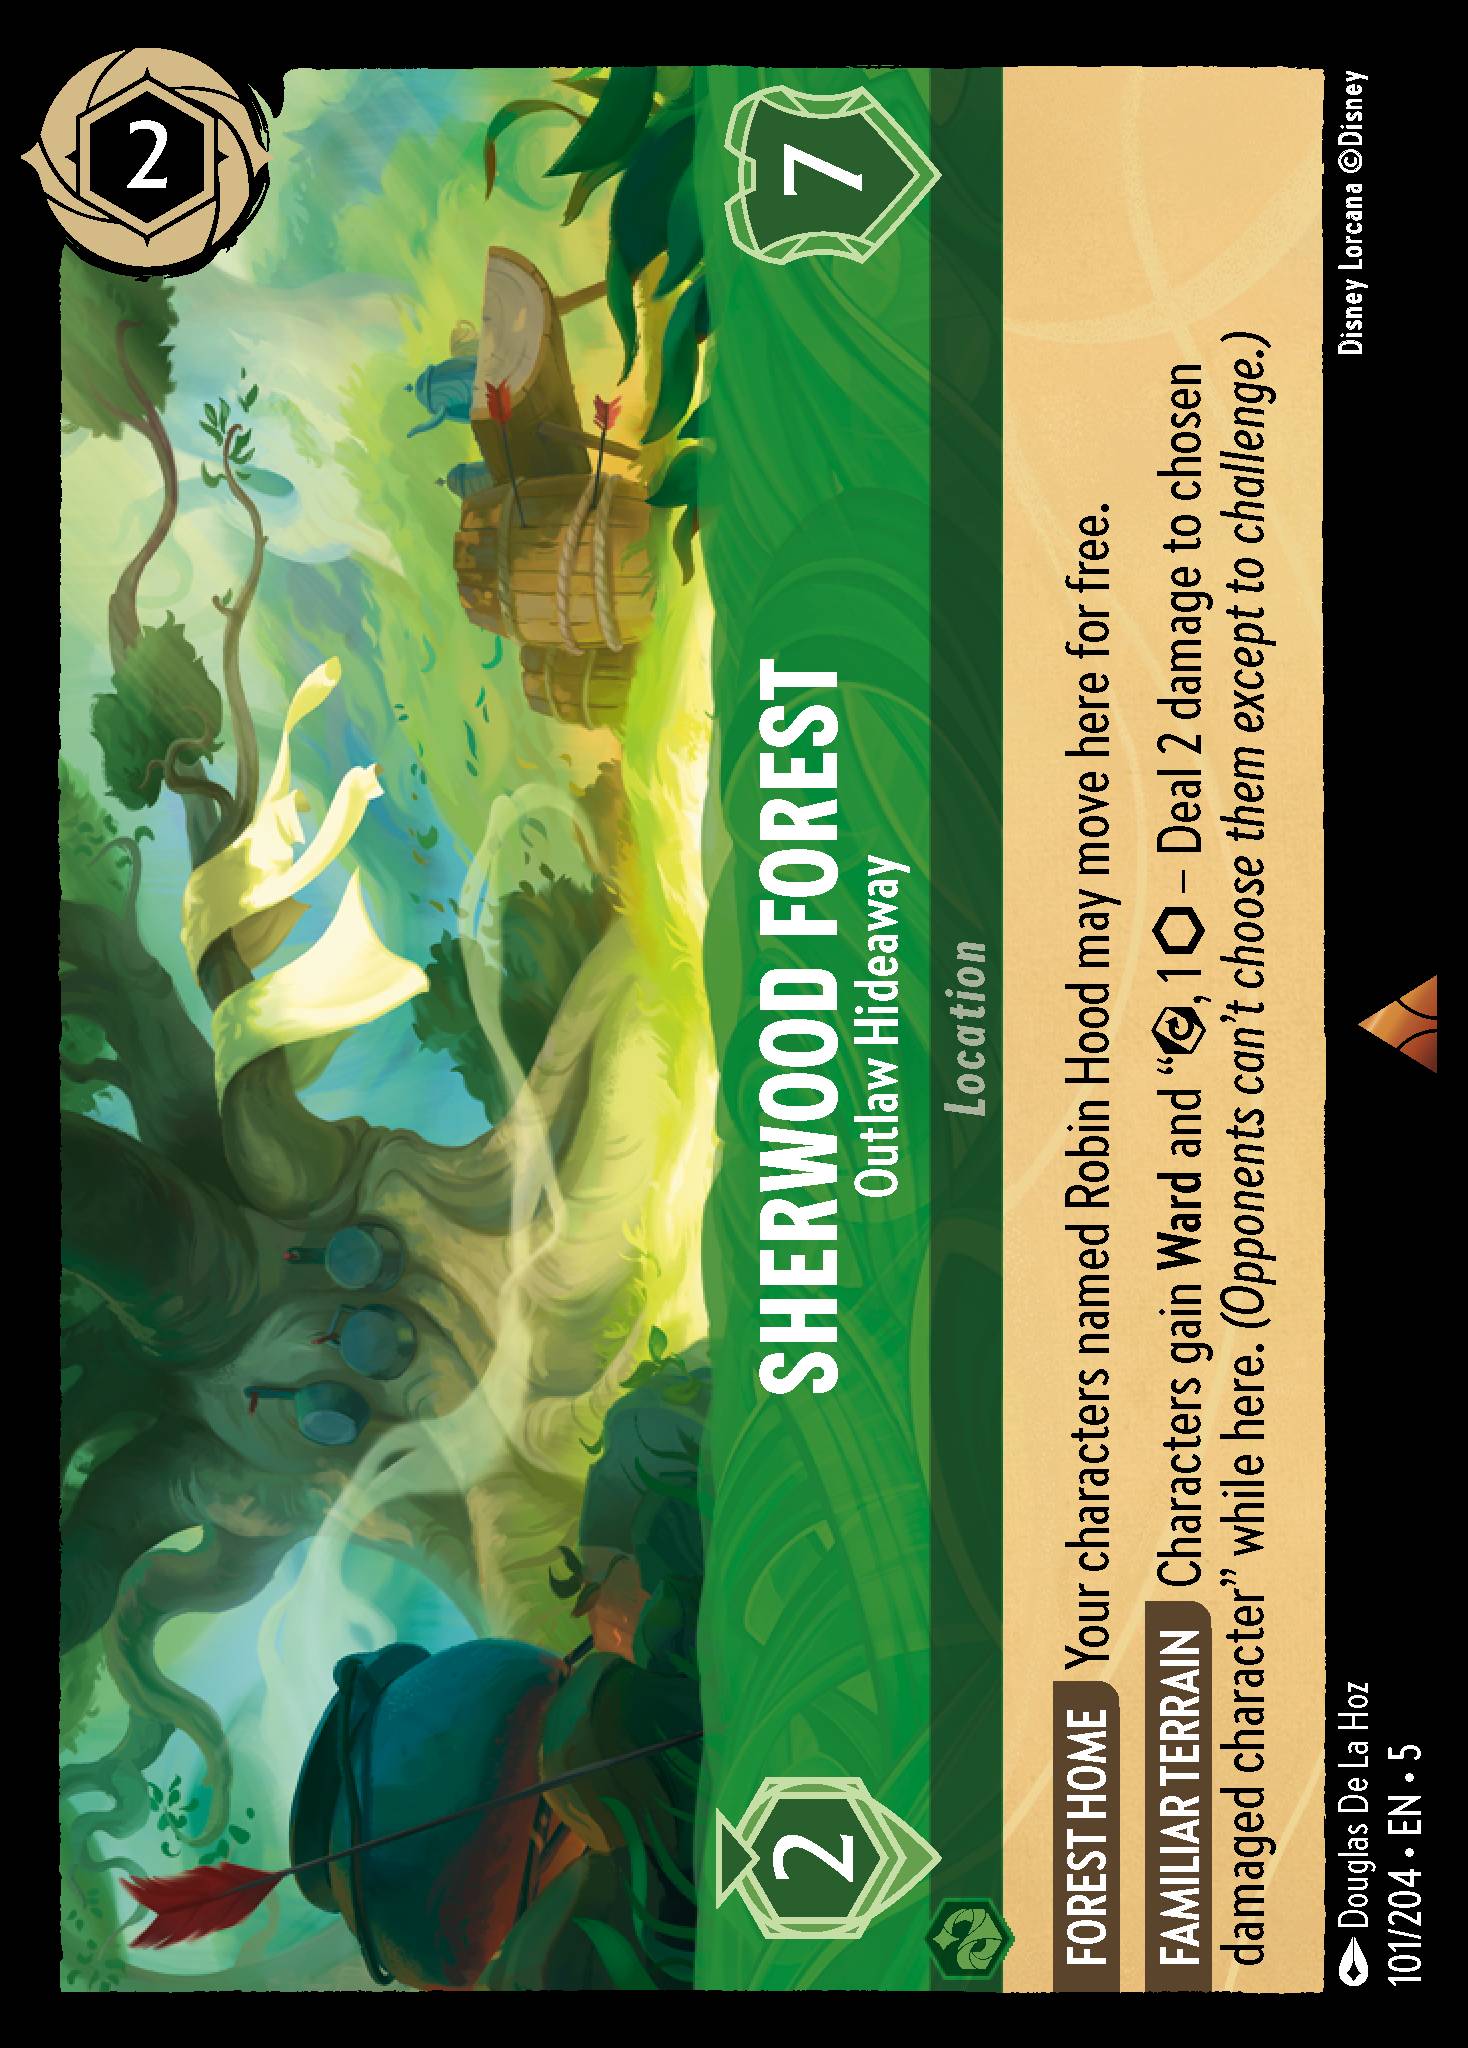 2
SHERWOOD FOREST
Outlaw Hideaway
2
7
Location
FOREST HOME Your characters named Robin Hood may move here for free.
FAMILIAR TERRAIN Characters gain Ward and “⟳, 1 ⬡ – Deal 2 damage to chosen
damaged character” while here. (Opponents can’t choose them except to challenge.)
Douglas De La Hoz
Disney Lorcana ©Disney
101/204 • EN • 5